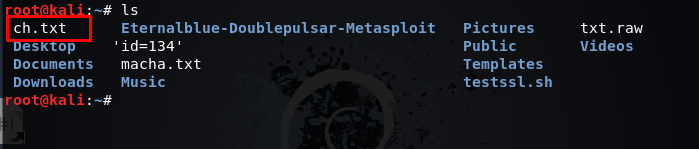 root@kali:~# ls
ch.txt Eternalblue-Doublepulsar-Metasploit Pictures txt.raw
Desktop 'id=134' Public Videos
Documents macha.txt Templates
Downloads Music testssl.sh
root@kali:~#